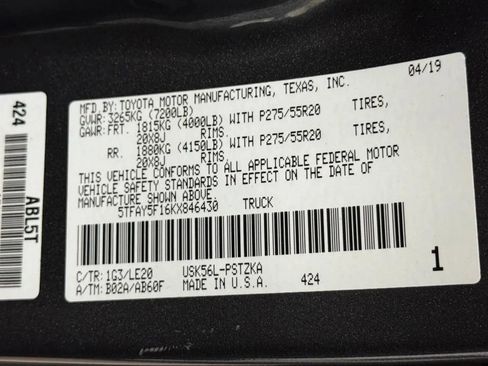 MFD.BY:TOYOTA MOTOR MANUFACTURING, TEXAS, INC. 04/19
GVWR: 3265KG (7200LB)
GAWR: FRT. 1815KG (4000LB) WITH P275/55R20 TIRES,
20X8J RIMS.
RR. 1880KG (4150LB) WITH P275/55R20 TIRES,
20X8J RIMS.
THIS VEHICLE CONFORMS TO ALL APPLICABLE FEDERAL MOTOR
VEHICLE SAFETY STANDARDS IN EFFECT ON THE DATE OF
MANUFACTURE SHOWN ABOVE
5TFAY5F16KX846430 TRUCK
C/TR: 1G3/LE20 USK56L-PSTZKA
A/TM: B02A/AB60F MADE IN U.S.A. 424 1
424
ABL5T